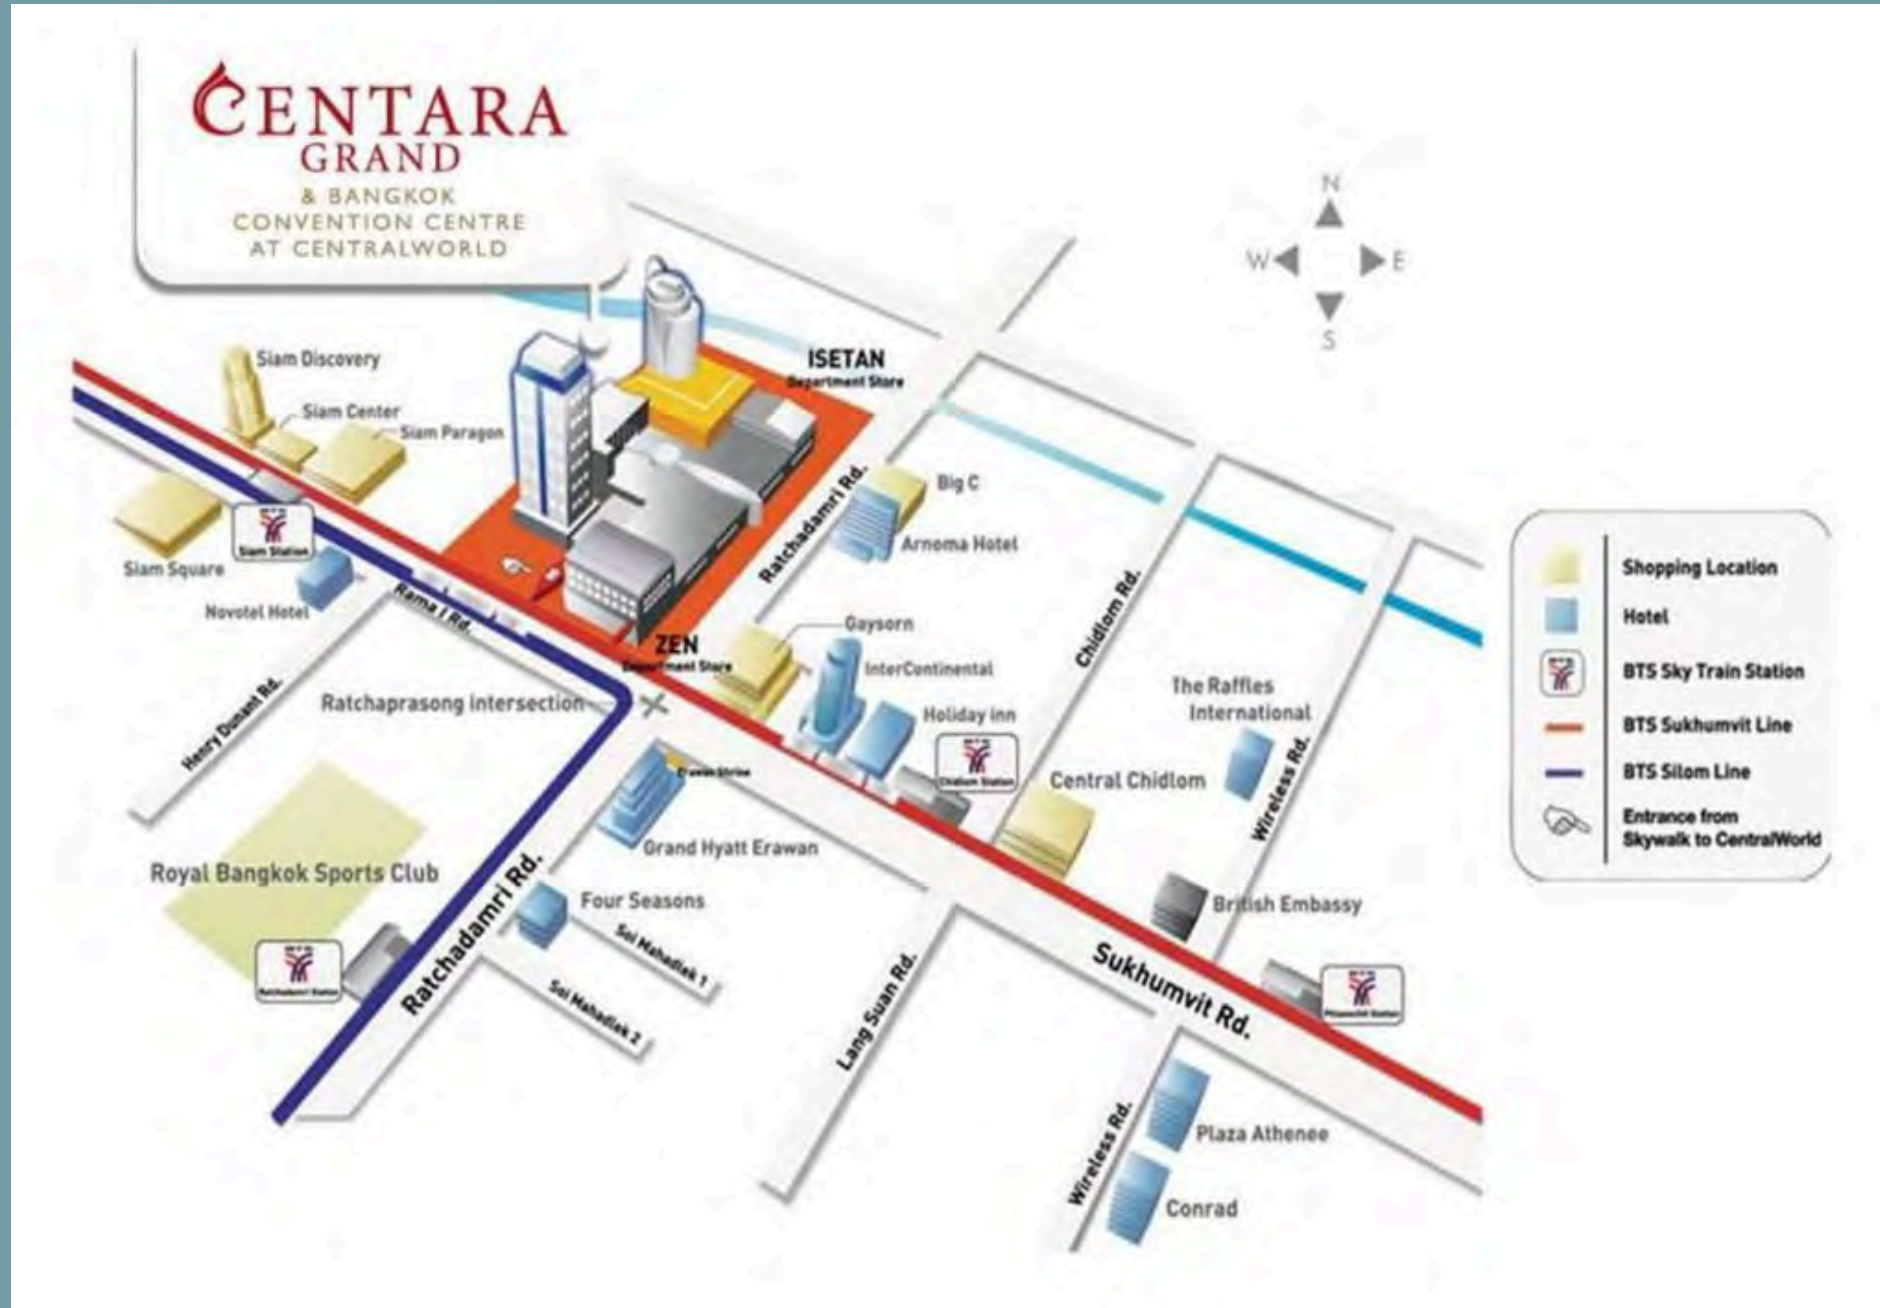 CENTARA
GRAND
& BANGKOK
CONVENTION CENTRE
AT CENTRALWORLD
N
W
E
S
Siam Discovery
Siam Center
Siam Paragon
ISETAN
Department Store
Big C
Arnoma Hotel
Ratchadamri Rd.
BTS
Siam Station
Siam Square
Novotel Hotel
Rama I Rd.
ZEN
Department Store
Gaysorn
InterContinental
Holiday inn
Chidlom Rd.
Ratchaprasong intersection
Henry Dunant Rd.
BTS
Chidlom Station
The Raffles
International
Wireless Rd.
Central Chidlom
Erawan Shrine
Grand Hyatt Erawan
Royal Bangkok Sports Club
Four Seasons
Soi Mahadlek 1
Soi Mahadlek 2
Ratchadamri Rd.
BTS
Ratchadamri Station
British Embassy
Lang Suan Rd.
Sukhumvit Rd.
BTS
Ploenchit Station
Wireless Rd.
Plaza Athenee
Conrad
Shopping Location
Hotel
BTS
BTS Sky Train Station
BTS Sukhumvit Line
BTS Silom Line
Entrance from
Skywalk to CentralWorld